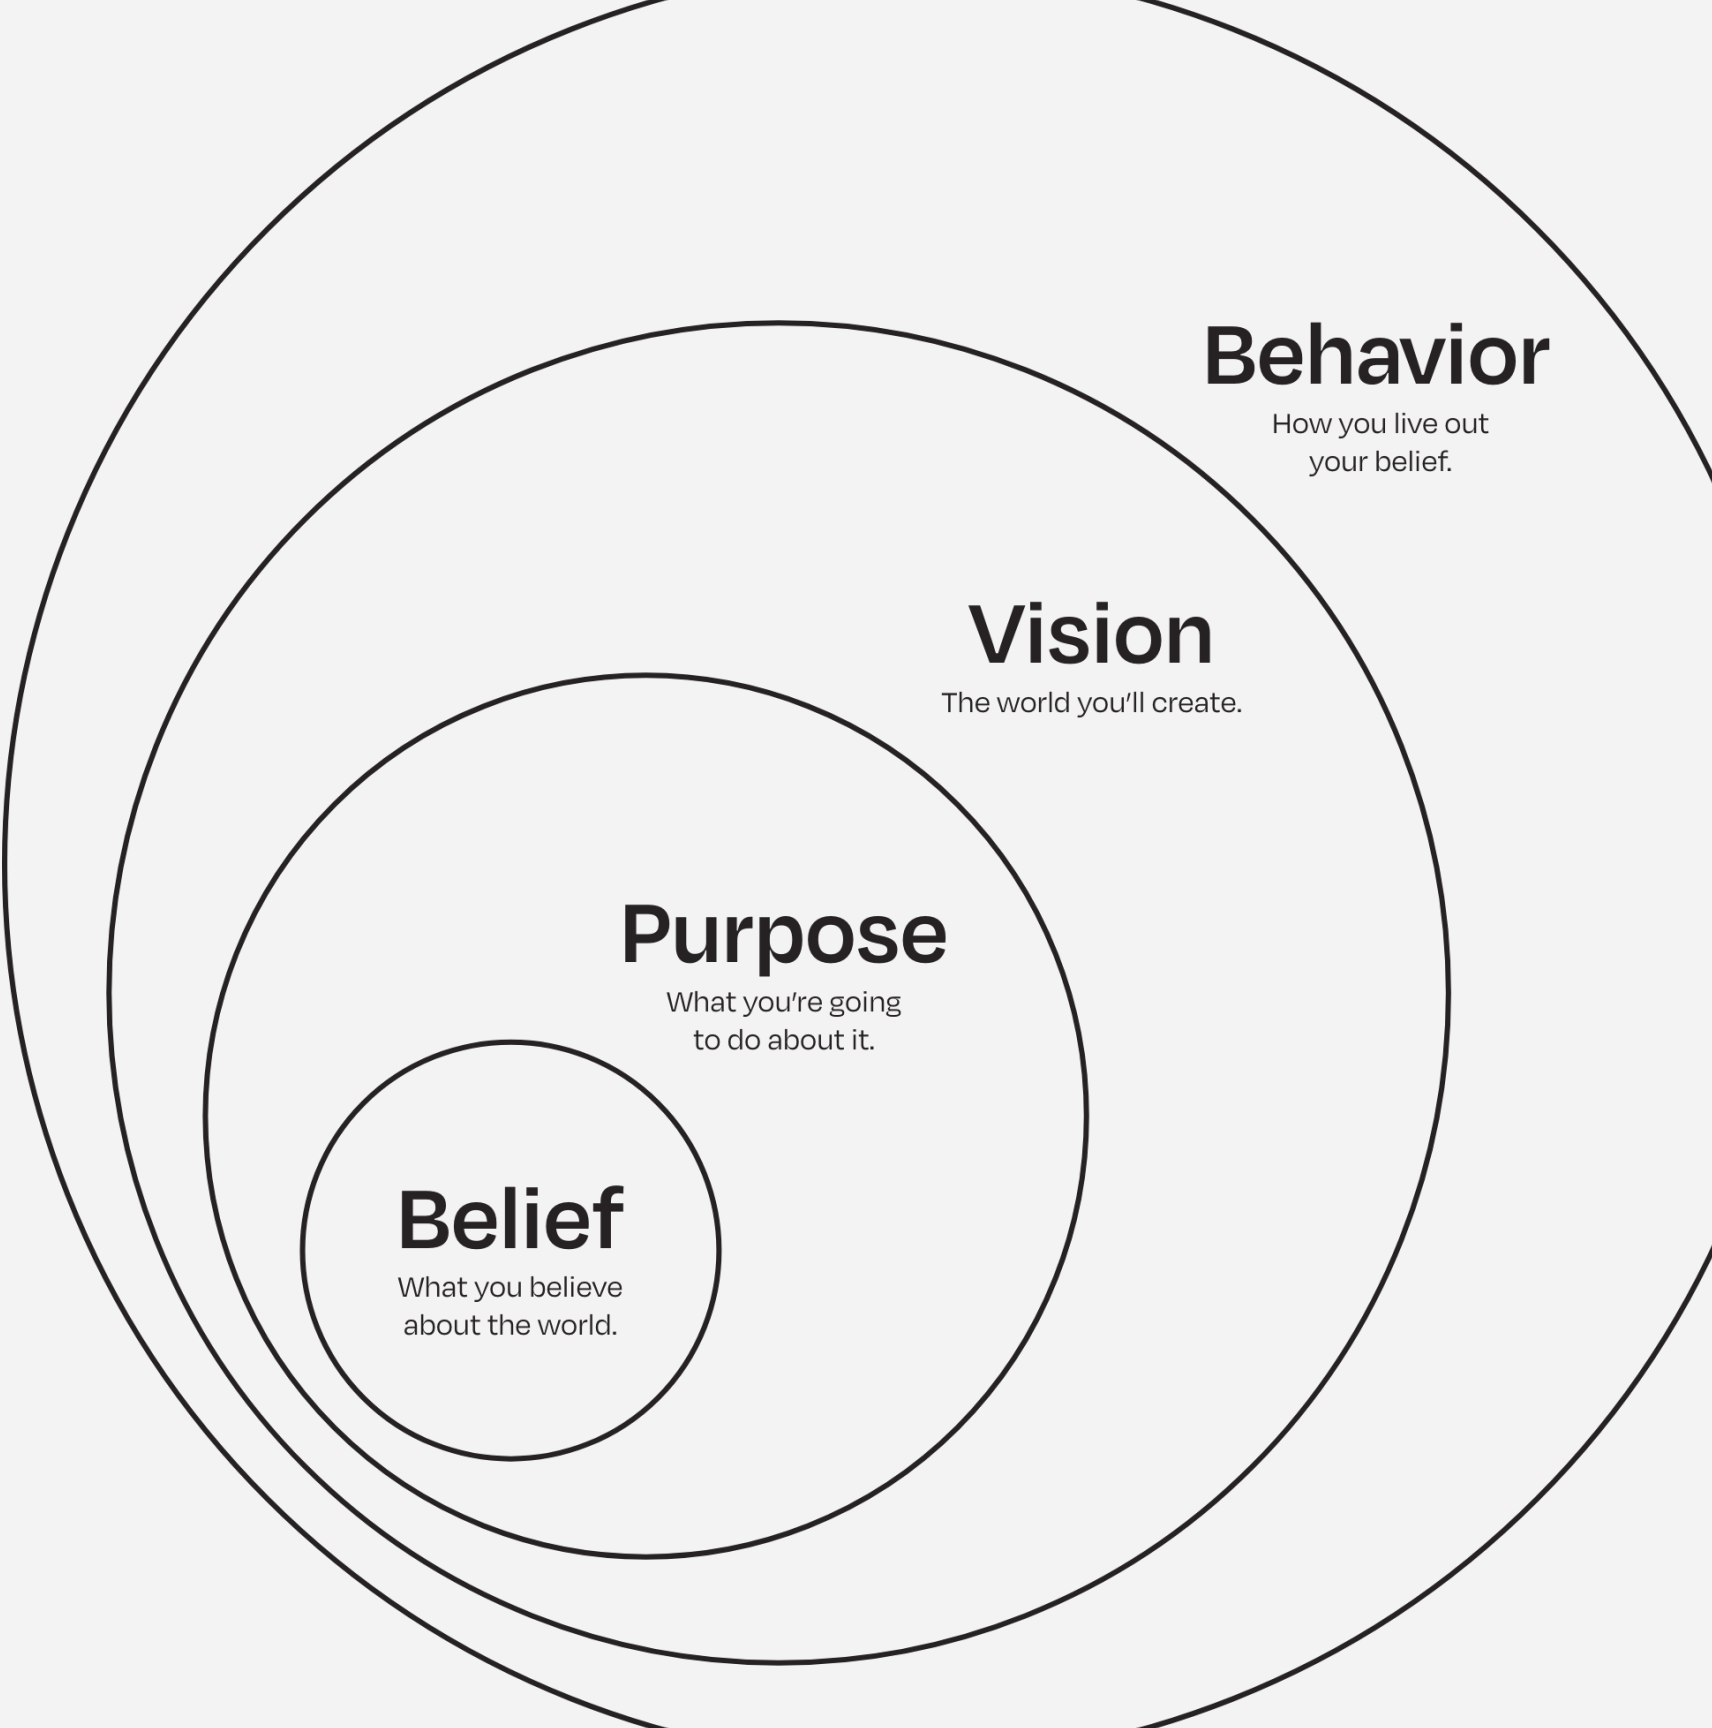 Behavior
How you live out
your belief.
Vision
The world you’ll create.
Purpose
What you’re going
to do about it.
Belief
What you believe
about the world.